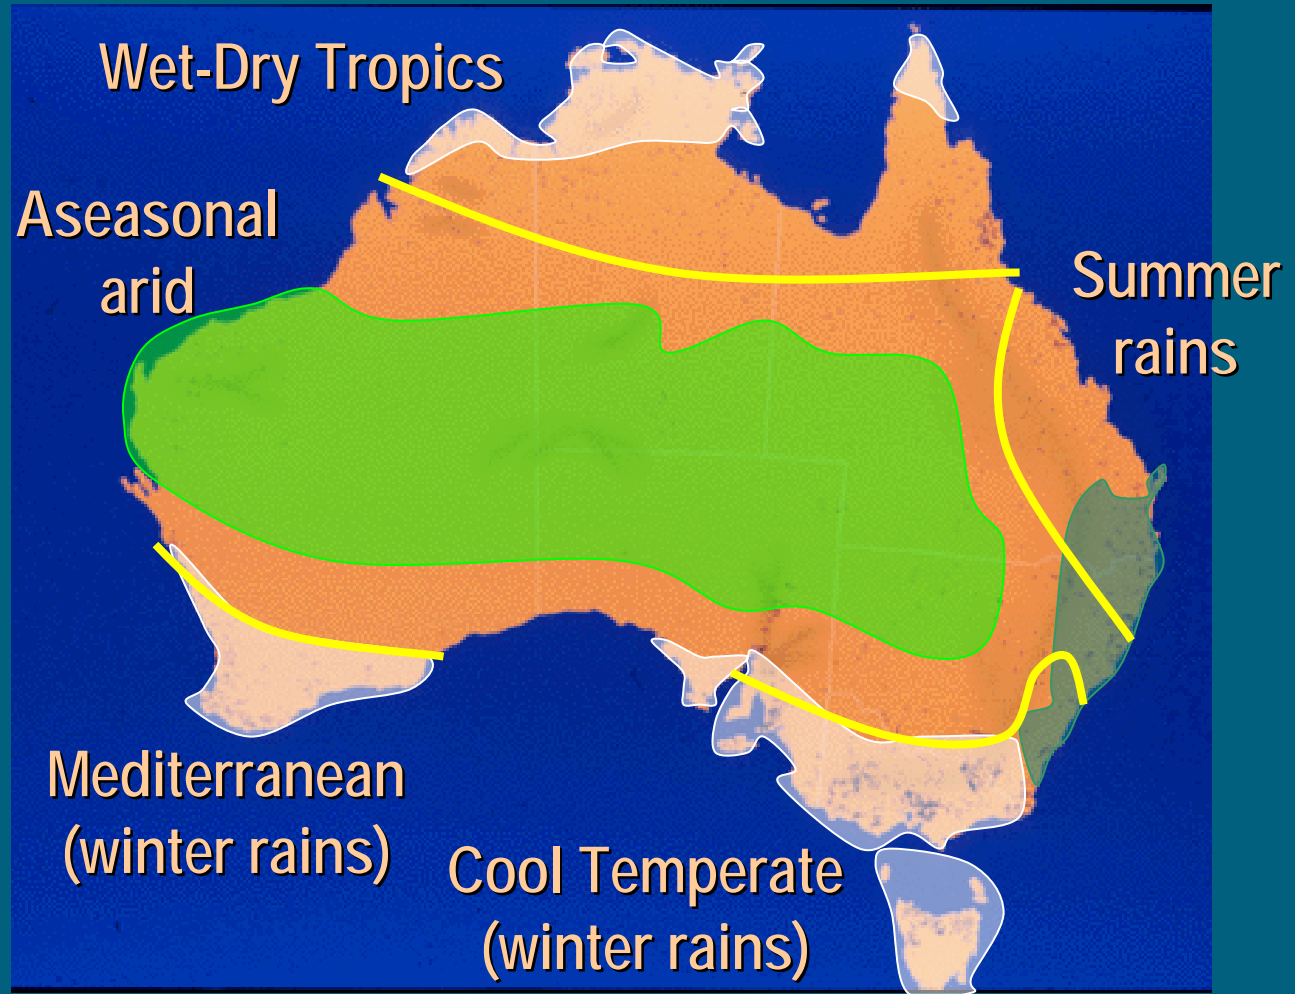 Wet-Dry Tropics
Aseasonal
arid
Summer
rains
Mediterranean
(winter rains)
Cool Temperate
(winter rains)